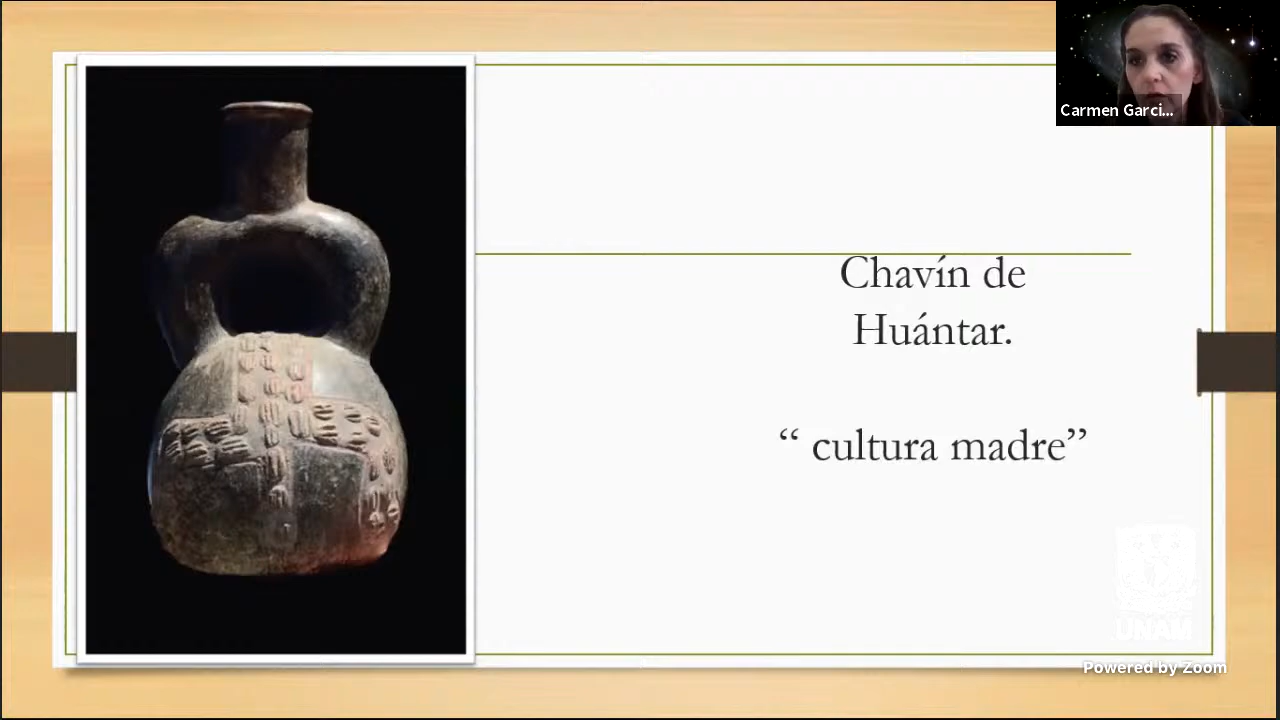 Carmen Garci...
Chavín de
Huántar.
“ cultura madre”
UNAM
Powered by Zoom